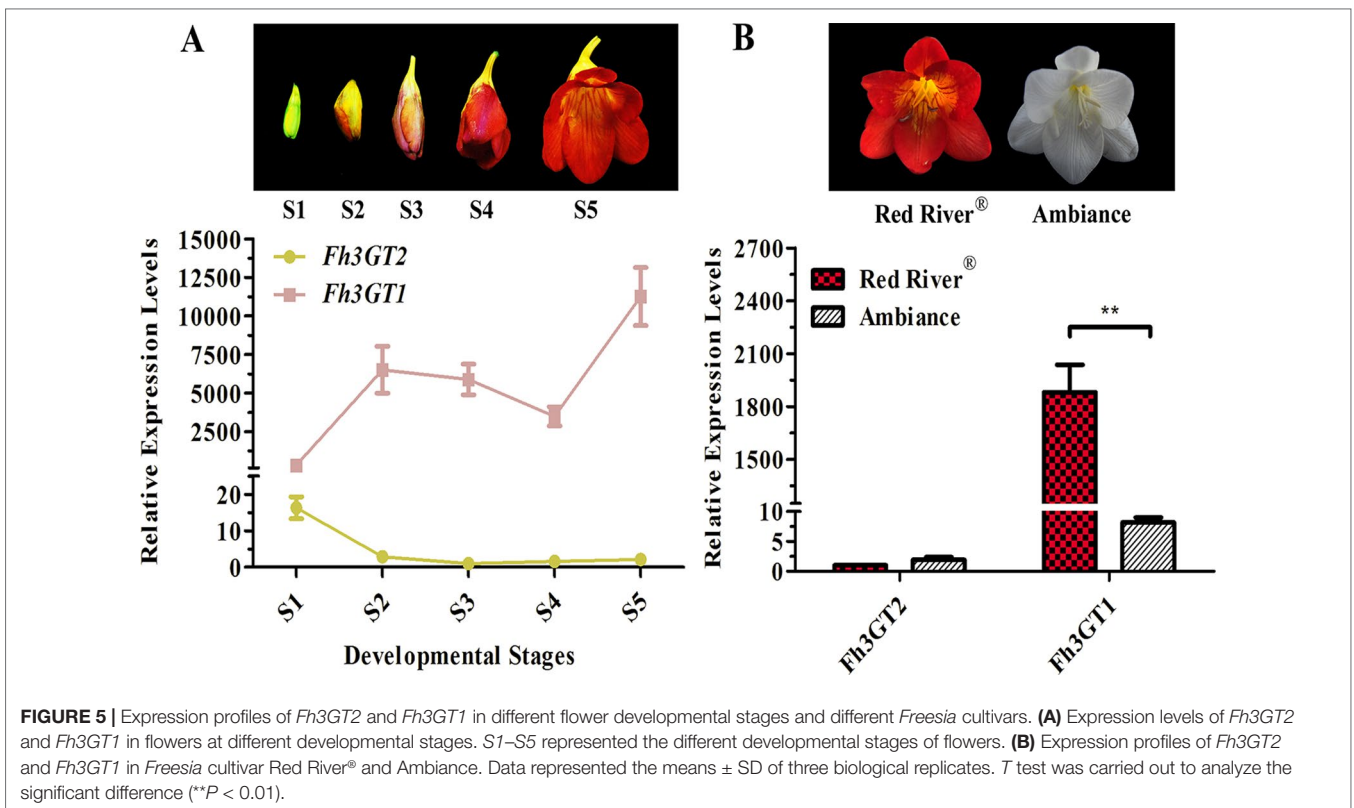 A
S1 S2 S3 S4 S5
15000
12500
10000
7500
5000
2500
20
10
0
Relative Expression Levels
Fh3GT2
Fh3GT1
S1 S2 S3 S4 S5
Developmental Stages
B
Red River® Ambiance
2700
2400
2100
1800
1500
10
5
0
Relative Expression Levels
Red River®
Ambiance
**
Fh3GT2 Fh3GT1
FIGURE 5 | Expression profiles of Fh3GT2 and Fh3GT1 in different flower developmental stages and different Freesia cultivars. (A) Expression levels of Fh3GT2
and Fh3GT1 in flowers at different developmental stages. S1–S5 represented the different developmental stages of flowers. (B) Expression profiles of Fh3GT2
and Fh3GT1 in Freesia cultivar Red River® and Ambiance. Data represented the means ± SD of three biological replicates. T test was carried out to analyze the
significant difference (**P < 0.01).